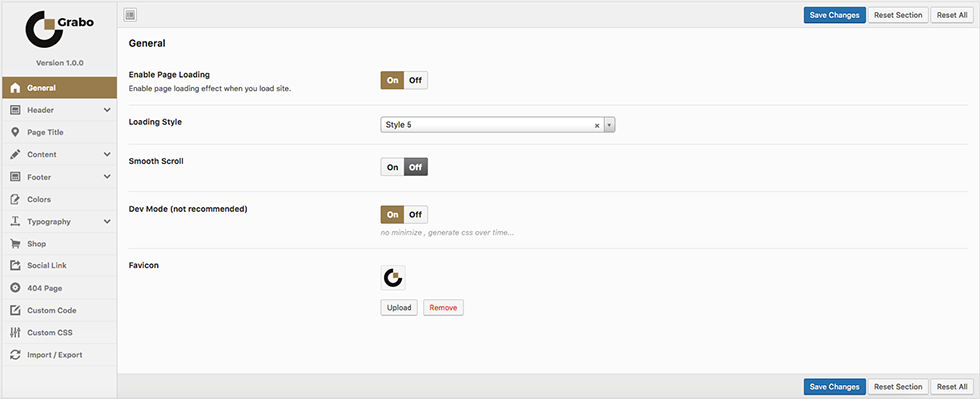 Grabo
Version 1.0.0
General
Header
Page Title
Content
Footer
Colors
Typography
Shop
Social Link
404 Page
Custom Code
Custom CSS
Import / Export
Save Changes Reset Section Reset All
General
Enable Page Loading
Enable page loading effect when you load site.
On Off
Loading Style
Style 5
Smooth Scroll
On Off
Dev Mode (not recommended)
On Off
no minimize , generate css over time...
Favicon
Upload Remove
Save Changes Reset Section Reset All